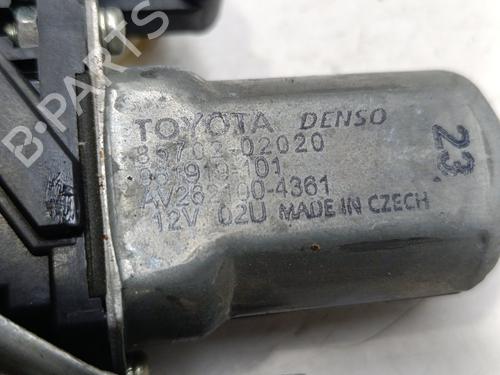 TOYOTA DENSO
85702-02020
AV262100-4361
12V 02U MADE IN CZECH
23
B-PARTS